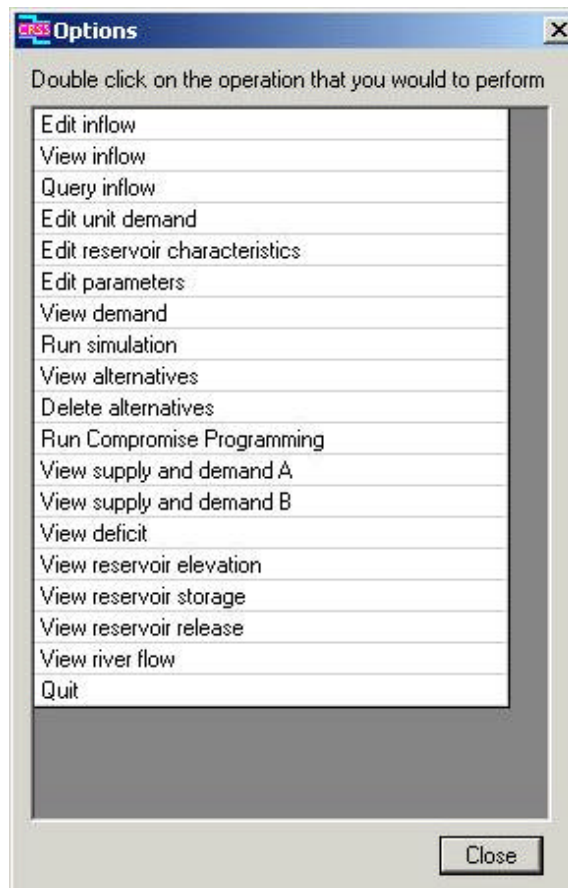 CRSS Options
Double click on the operation that you would to perform
Edit inflow
View inflow
Query inflow
Edit unit demand
Edit reservoir characteristics
Edit parameters
View demand
Run simulation
View alternatives
Delete alternatives
Run Compromise Programming
View supply and demand A
View supply and demand B
View deficit
View reservoir elevation
View reservoir storage
View reservoir release
View river flow
Quit
Close